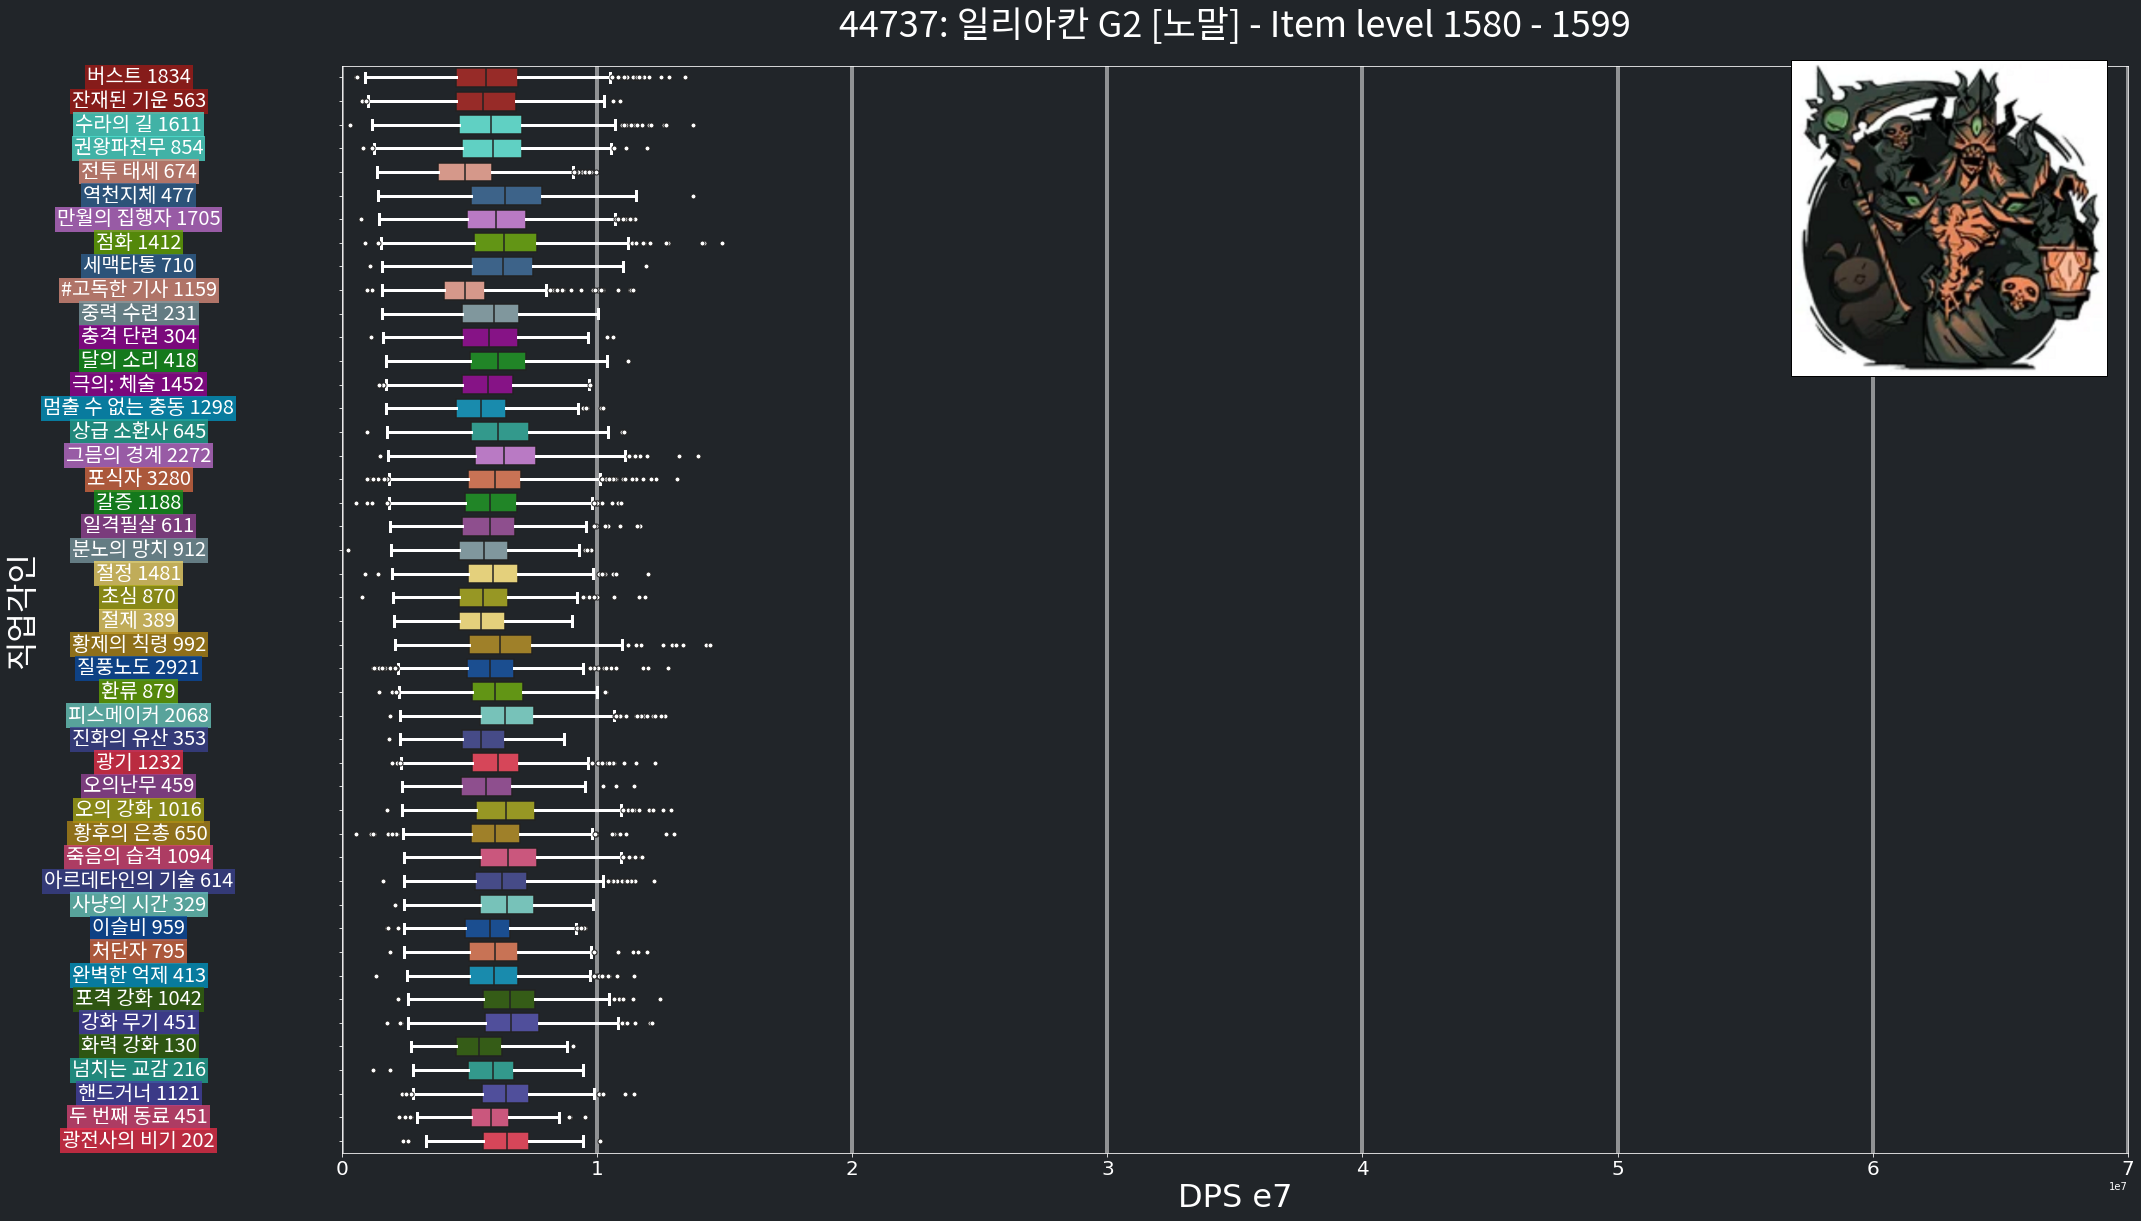 44737: 일리아칸 G2 [노말] - Item level 1580 - 1599
버스트 1834
잔재된 기운 563
수라의 길 1611
권왕파천무 854
전투 태세 674
역천지체 477
만월의 집행자 1705
점화 1412
세맥타통 710
#고독한 기사 1159
중력 수련 231
충격 단련 304
달의 소리 418
극의: 체술 1452
멈출 수 없는 충동 1298
상급 소환사 645
그믐의 경계 2272
포식자 3280
갈증 1188
일격필살 611
분노의 망치 912
절정 1481
초심 870
절제 389
황제의 칙령 992
질풍노도 2921
환류 879
피스메이커 2068
진화의 유산 353
광기 1232
오의난무 459
오의 강화 1016
황후의 은총 650
죽음의 습격 1094
아르데타인의 기술 614
사냥의 시간 329
이슬비 959
처단자 795
완벽한 억제 413
포격 강화 1042
강화 무기 451
화력 강화 130
넘치는 교감 216
핸드거너 1121
두 번째 동료 451
광전사의 비기 202
직업각인
0 1 2 3 4 5 6 7
1e7
DPS e7